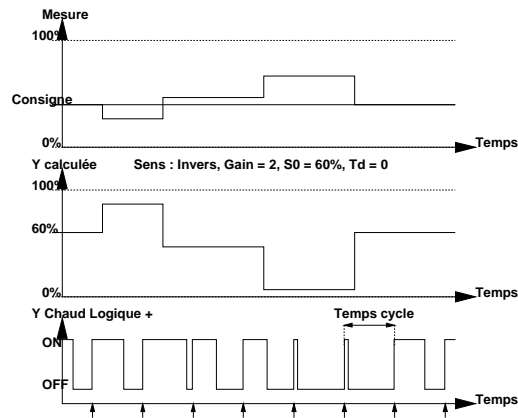 Mesure
100%
Consigne
0%
Temps
Y calculée Sens : Invers, Gain = 2, S0 = 60%, Td = 0
100%
60%
0%
Temps
Y Chaud Logique + Temps cycle
ON
OFF
Temps